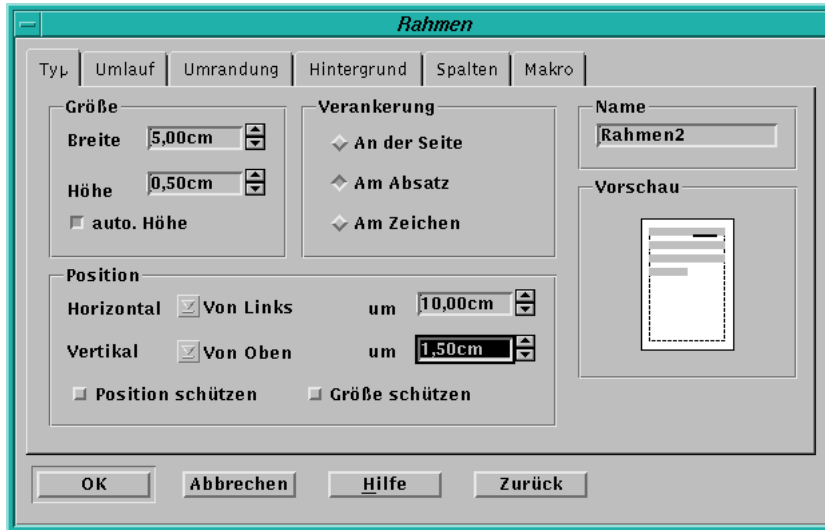 Rahmen
Typ Umlauf Umrandung Hintergrund Spalten Makro
Größe
Breite 5,00cm
Höhe 0,50cm
auto. Höhe
Verankerung
An der Seite
Am Absatz
Am Zeichen
Name
Rahmen2
Vorschau
Position
Horizontal Von Links um 10,00cm
Vertikal Von Oben um 1,50cm
Position schützen Größe schützen
OK Abbrechen Hilfe Zurück